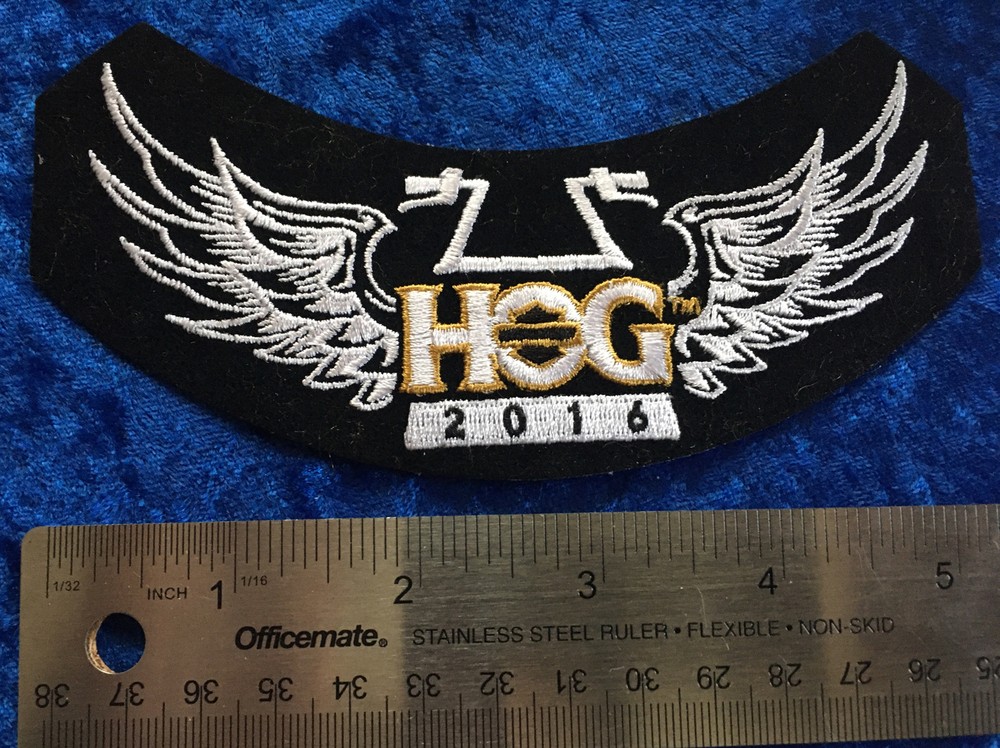 HOG™
2016
1 2 3 4 5
1/32 INCH 1/16
Officemate® STAINLESS STEEL RULER • FLEXIBLE • NON-SKID
38 37 36 35 34 33 32 31 30 29 28 27 26 25